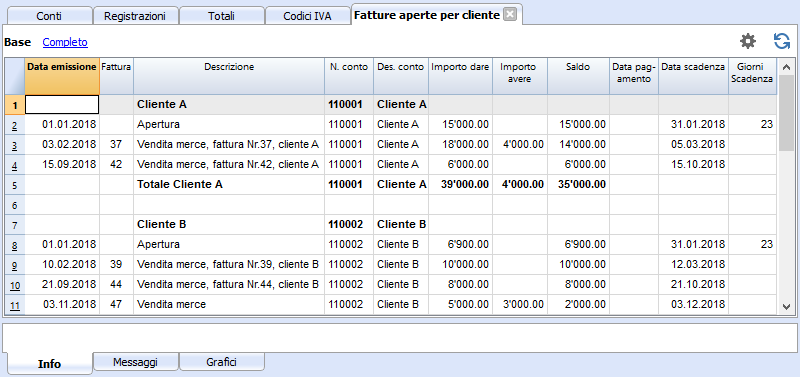 Conti Registrazioni Totali Codici IVA Fatture aperte per cliente
Base Completo
Data emissione Fattura Descrizione N. conto Des. conto Importo dare Importo avere Saldo Data pag-amento Data scadenza Giorni Scadenza
1 Cliente A 110001 Cliente A
2 01.01.2018 Apertura 110001 Cliente A 15'000.00 15'000.00 31.01.2018 23
3 03.02.2018 37 Vendita merce, fattura Nr.37, cliente A 110001 Cliente A 18'000.00 4'000.00 14'000.00 05.03.2018
4 15.09.2018 42 Vendita merce, fattura Nr.42, cliente A 110001 Cliente A 6'000.00 6'000.00 15.10.2018
5 Totale Cliente A 110001 Cliente A 39'000.00 4'000.00 35'000.00
6
7 Cliente B 110002 Cliente B
8 01.01.2018 Apertura 110002 Cliente B 6'900.00 6'900.00 31.01.2018 23
9 10.02.2018 39 Vendita merce, fattura Nr.39, cliente B 110002 Cliente B 10'000.00 10'000.00 12.03.2018
10 21.09.2018 44 Vendita merce, fattura Nr.44, cliente B 110002 Cliente B 8'000.00 8'000.00 21.10.2018
11 03.11.2018 47 Vendita merce 110002 Cliente B 5'000.00 3'000.00 2'000.00 03.12.2018
Info Messaggi Grafici